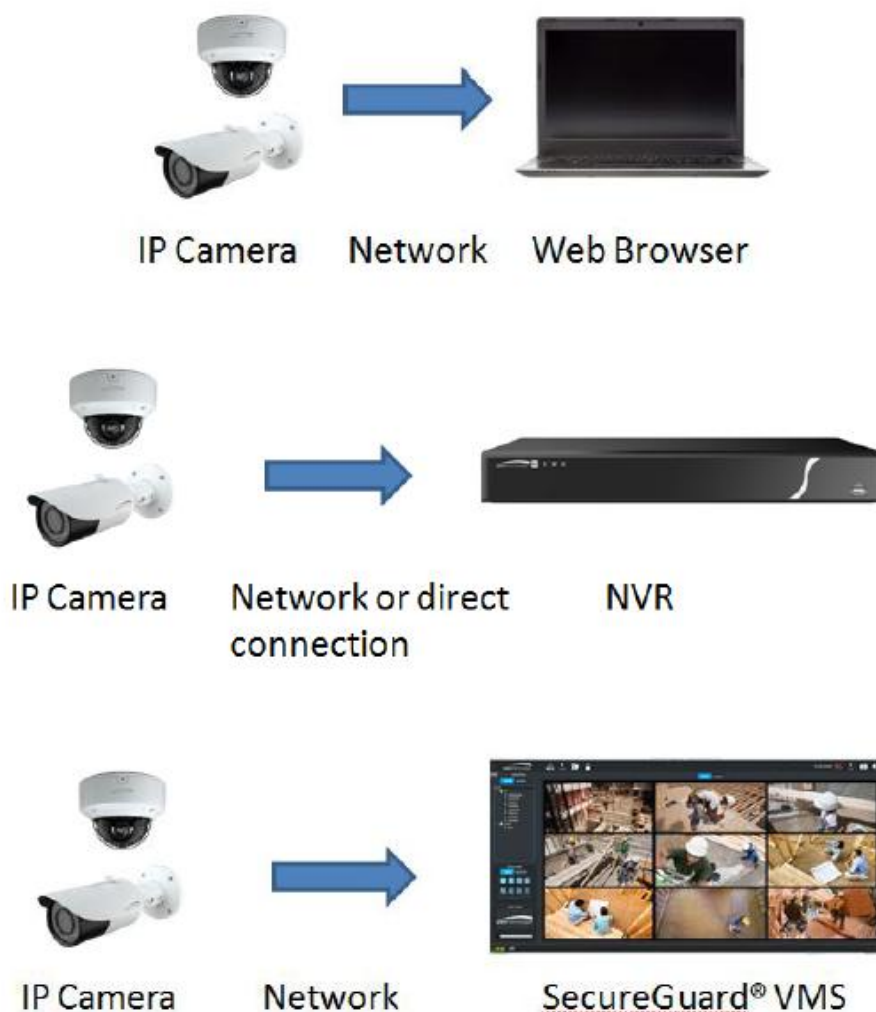 IP Camera Network Web Browser
IP Camera Network or direct NVR
connection
IP Camera Network SecureGuard® VMS